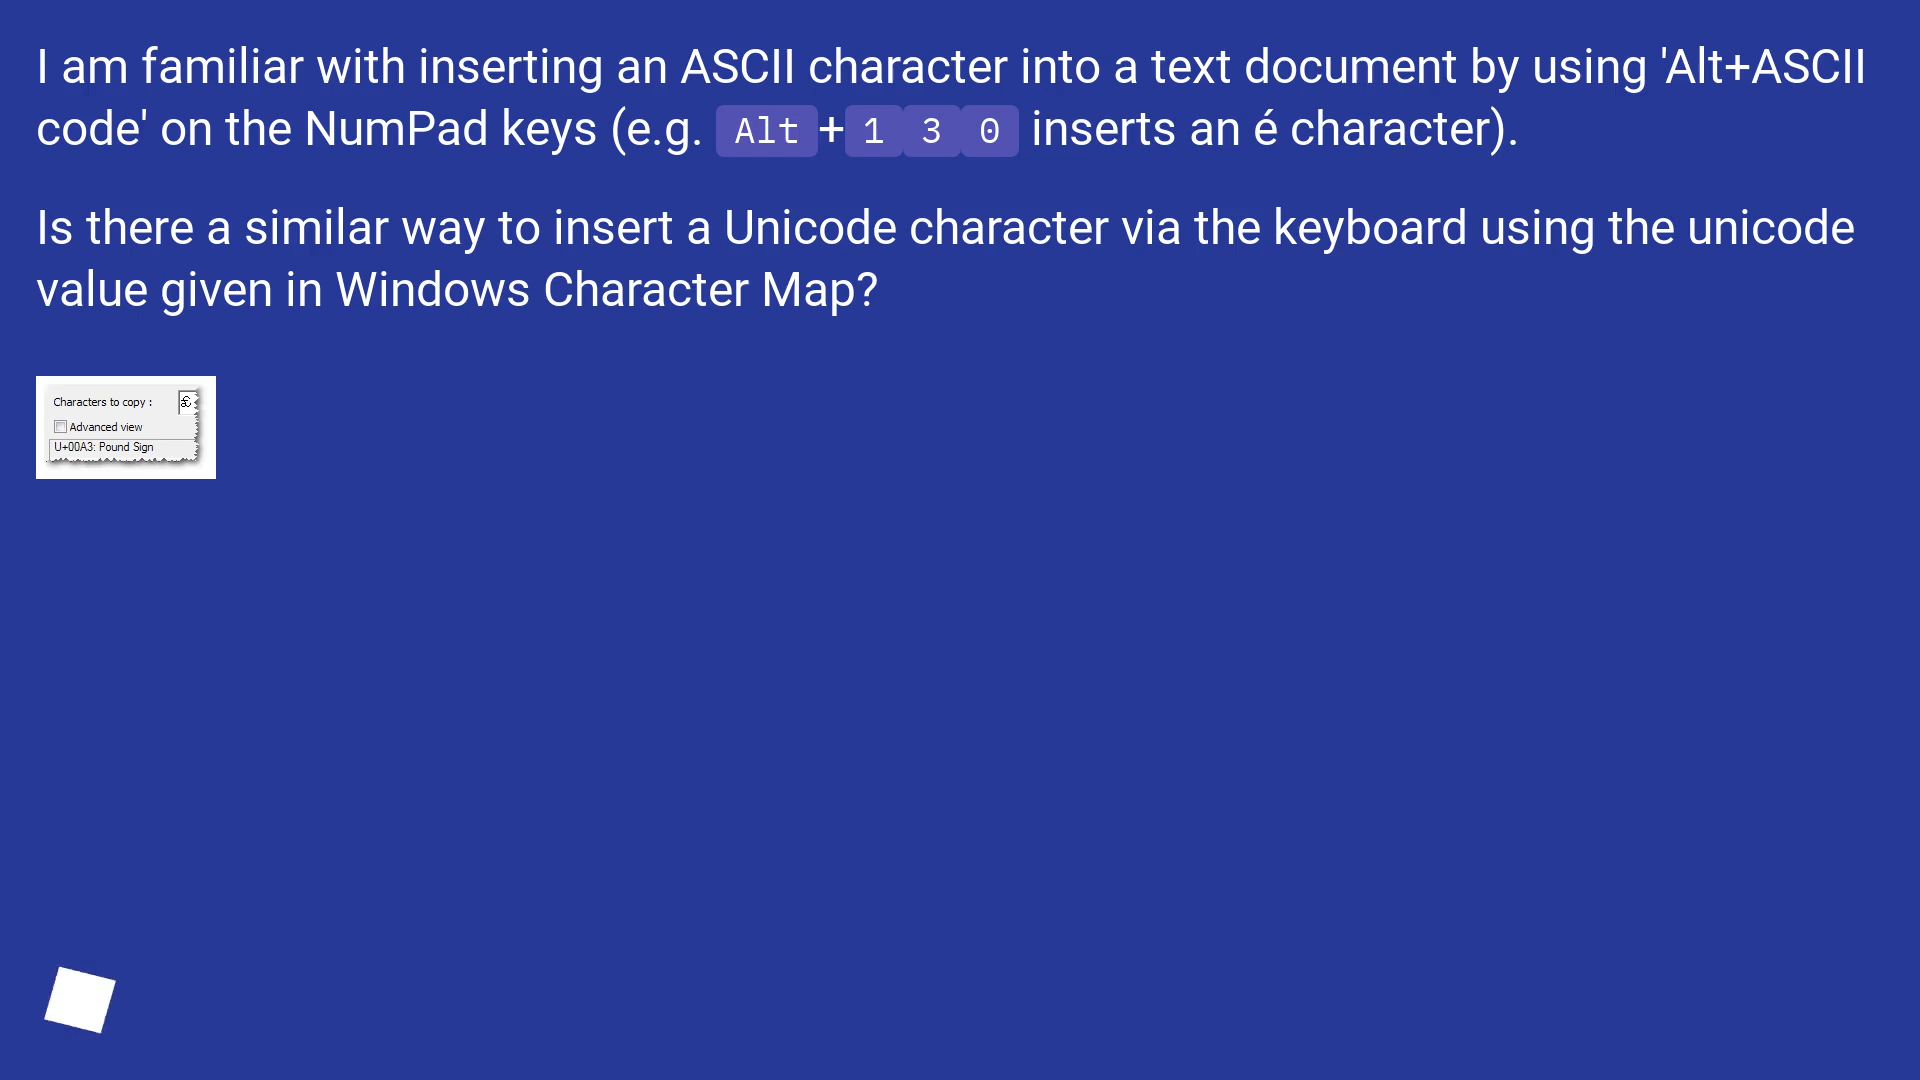 I am familiar with inserting an ASCII character into a text document by using 'Alt+ASCII
code' on the NumPad keys (e.g. Alt+1 3 0 inserts an é character).
Is there a similar way to insert a Unicode character via the keyboard using the unicode
value given in Windows Character Map?
Characters to copy : £
Advanced view
U+00A3: Pound Sign